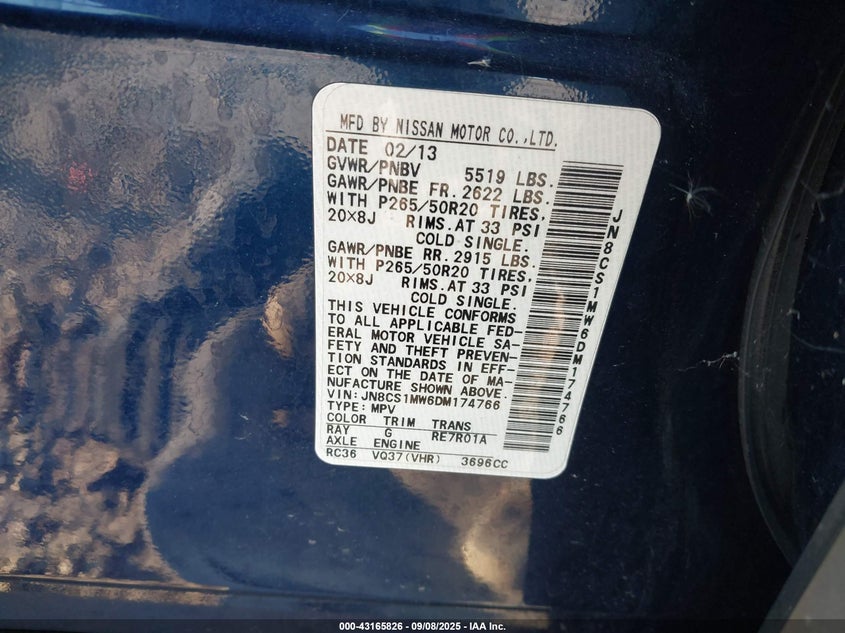 MFD BY NISSAN MOTOR CO.,LTD.
DATE 02/13
GVWR/PNBV 5519 LBS.
GAWR/PNBE FR. 2622 LBS.
WITH P265/50R20 TIRES,
20×8J RIMS.AT 33 PSI
COLD SINGLE.
GAWR/PNBE RR. 2915 LBS.
WITH P265/50R20 TIRES,
20×8J RIMS.AT 33 PSI
COLD SINGLE.
THIS VEHICLE CONFORMS
TO ALL APPLICABLE FED-
ERAL MOTOR VEHICLE SA-
FETY AND THEFT PREVEN-
TION STANDARDS IN EFF-
ECT ON THE DATE OF MA-
NUFACTURE SHOWN ABOVE.
VIN: JN8CS1MW6DM174766
TYPE: MPV
COLOR TRIM TRANS
RAY G RE7R01A
AXLE ENGINE
RC36 VQ37(VHR) 3696CC
JN8CS1MW6DM174766
000-43165826 - 09/08/2025 - IAA Inc.